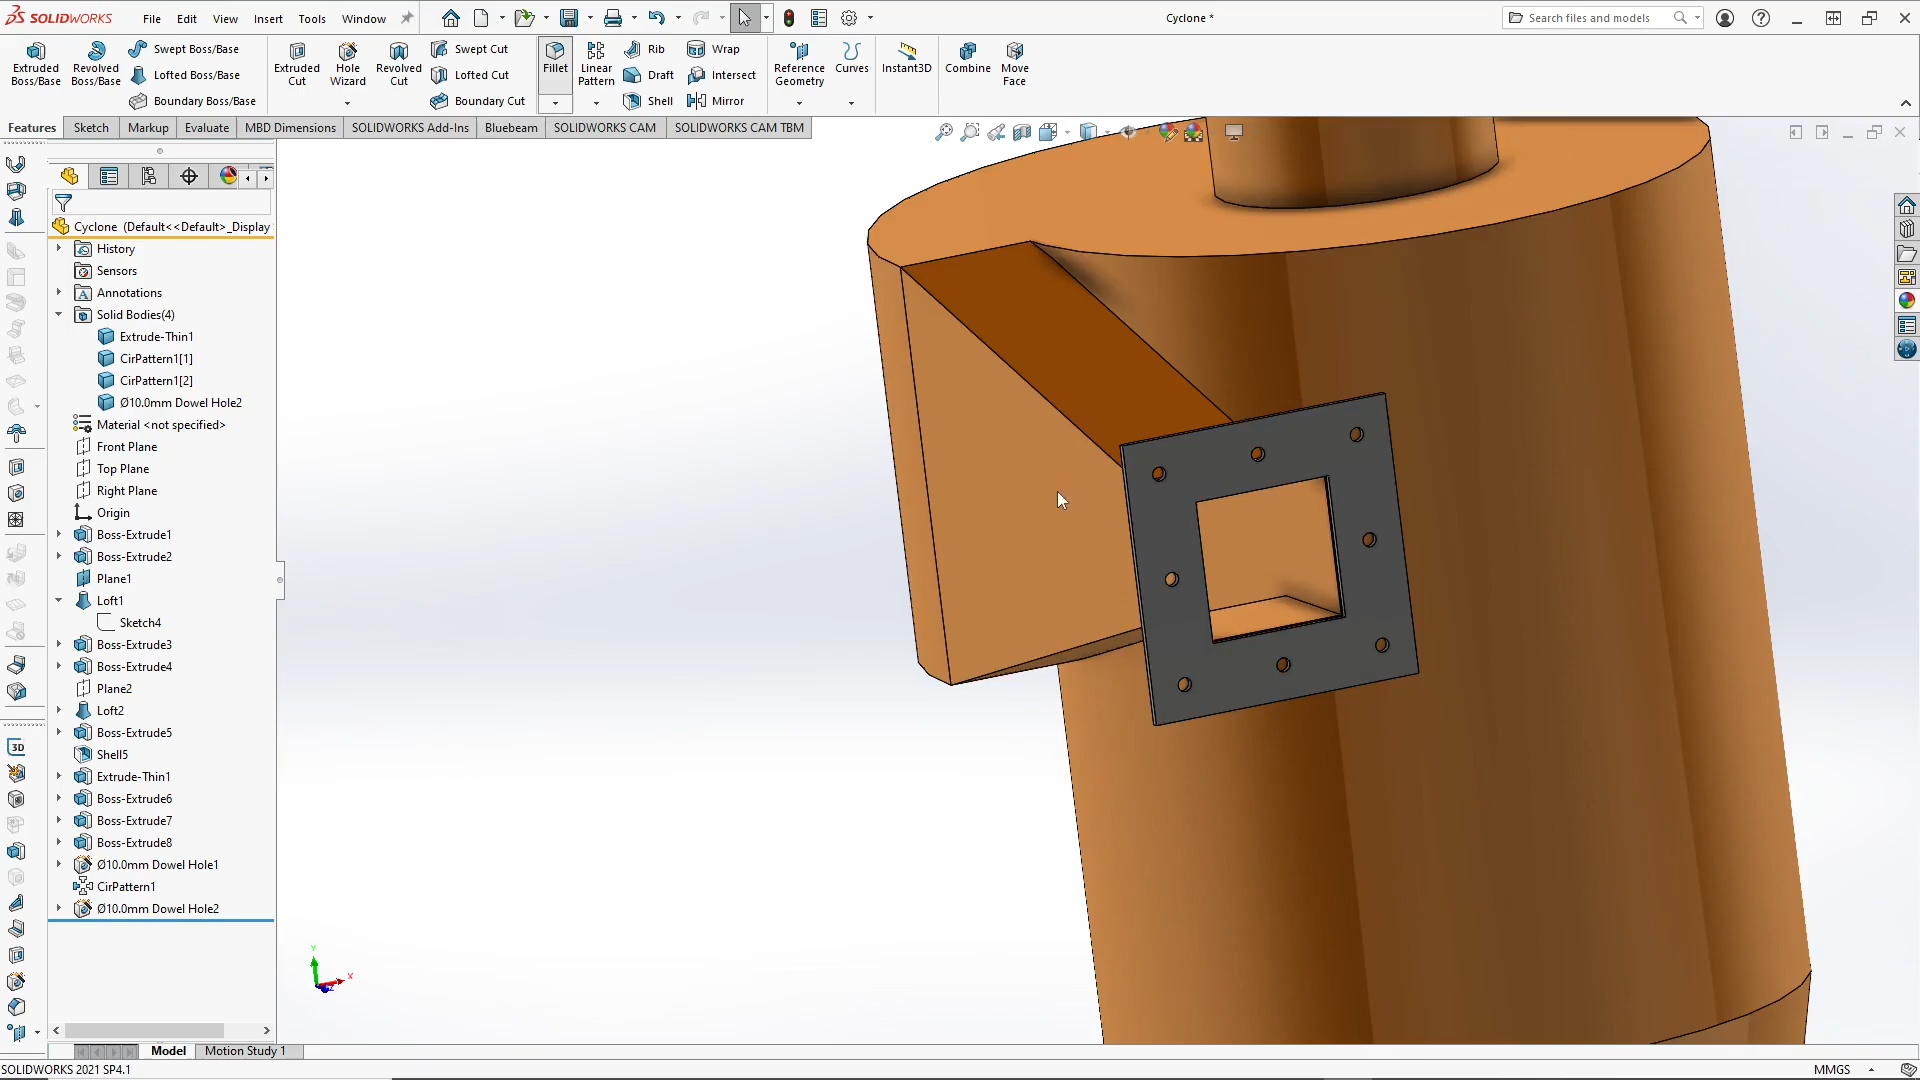 SOLIDWORKS File Edit View Insert Tools Window Cyclone * Search files and models
Extruded Boss/Base
Revolved Boss/Base
Swept Boss/Base
Lofted Boss/Base
Boundary Boss/Base
Extruded Cut
Hole Wizard
Revolved Cut
Swept Cut
Lofted Cut
Boundary Cut
Fillet
Linear Pattern
Rib
Draft
Shell
Wrap
Intersect
Mirror
Reference Geometry
Curves
Instant3D
Combine
Move Face
Features Sketch Markup Evaluate MBD Dimensions SOLIDWORKS Add-Ins Bluebeam SOLIDWORKS CAM SOLIDWORKS CAM TBM
Cyclone (Default<<Default>_Display
History
Sensors
Annotations
Solid Bodies(4)
Extrude-Thin1
CirPattern1[1]
CirPattern1[2]
Ø10.0mm Dowel Hole2
Material <not specified>
Front Plane
Top Plane
Right Plane
Origin
Boss-Extrude1
Boss-Extrude2
Plane1
Loft1
Sketch4
Boss-Extrude3
Boss-Extrude4
Plane2
Loft2
Boss-Extrude5
Shell5
Extrude-Thin1
Boss-Extrude6
Boss-Extrude7
Boss-Extrude8
Ø10.0mm Dowel Hole1
CirPattern1
Ø10.0mm Dowel Hole2
3D
Y
X
Model Motion Study 1
SOLIDWORKS 2021 SP4.1 MMGS